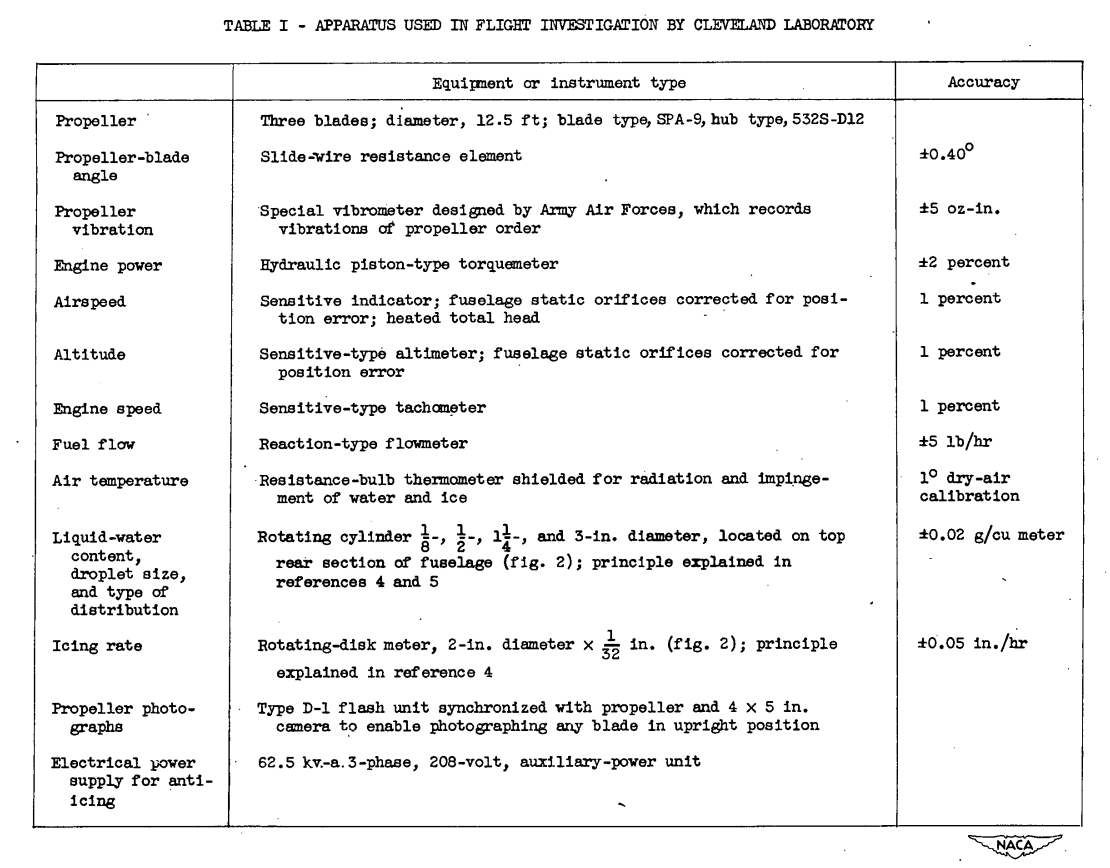 TABLE I - APPARATUS USED IN FLIGHT INVESTIGATION BY CLEVELAND LABORATORY
Equipment or instrument type Accuracy
Propeller Three blades; diameter, 12.5 ft; blade type, SPA-9, hub type, 532S-D12
Propeller-blade Slide-wire resistance element ±0.40°
angle
Propeller Special vibrometer designed by Army Air Forces, which records ±5 oz-in.
vibration vibrations of propeller order
Engine power Hydraulic piston-type torquemeter ±2 percent
Airspeed Sensitive indicator; fuselage static orifices corrected for posi- 1 percent
tion error; heated total head
Altitude Sensitive-type altimeter; fuselage static orifices corrected for 1 percent
position error
Engine speed Sensitive-type tachometer 1 percent
Fuel flow Reaction-type flowmeter ±5 lb/hr
Air temperature Resistance-bulb thermometer shielded for radiation and impinge- 1° dry-air
ment of water and ice calibration
Liquid-water Rotating cylinder 1/8-, 1/2-, 1 1/4-, and 3-in. diameter, located on top ±0.02 g/cu meter
content, rear section of fuselage (fig. 2); principle explained in
droplet size, references 4 and 5
and type of
distribution
Icing rate Rotating-disk meter, 2-in. diameter × 1/32 in. (fig. 2); principle ±0.05 in./hr
explained in reference 4
Propeller photo- Type D-1 flash unit synchronized with propeller and 4 × 5 in.
graphs camera to enable photographing any blade in upright position
Electrical power 62.5 kv.-a. 3-phase, 208-volt, auxiliary-power unit
supply for anti-
icing
NACA